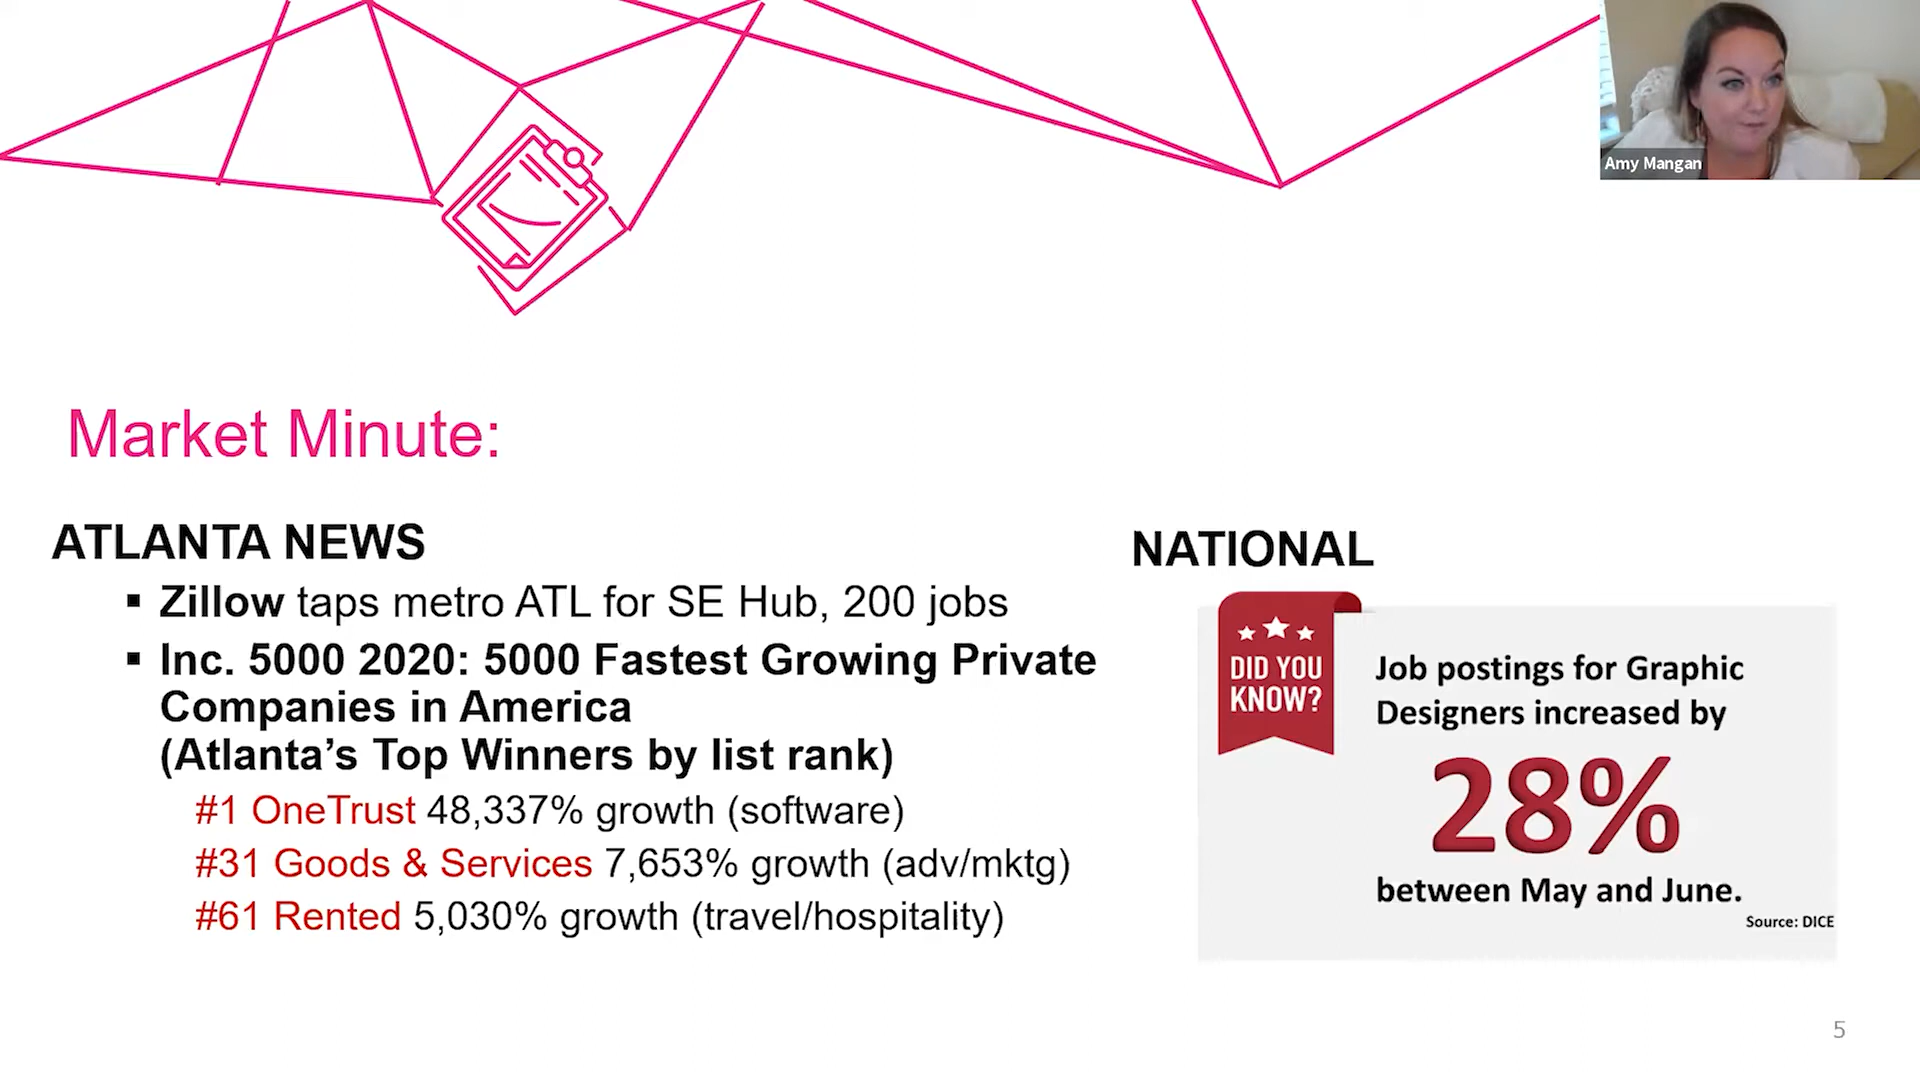 Amy Mangan
Market Minute:
ATLANTA NEWS
▪ Zillow taps metro ATL for SE Hub, 200 jobs
▪ Inc. 5000 2020: 5000 Fastest Growing Private
Companies in America
(Atlanta’s Top Winners by list rank)
#1 OneTrust 48,337% growth (software)
#31 Goods & Services 7,653% growth (adv/mktg)
#61 Rented 5,030% growth (travel/hospitality)
NATIONAL
DID YOU
KNOW?
Job postings for Graphic
Designers increased by
28%
between May and June.
Source: DICE
5